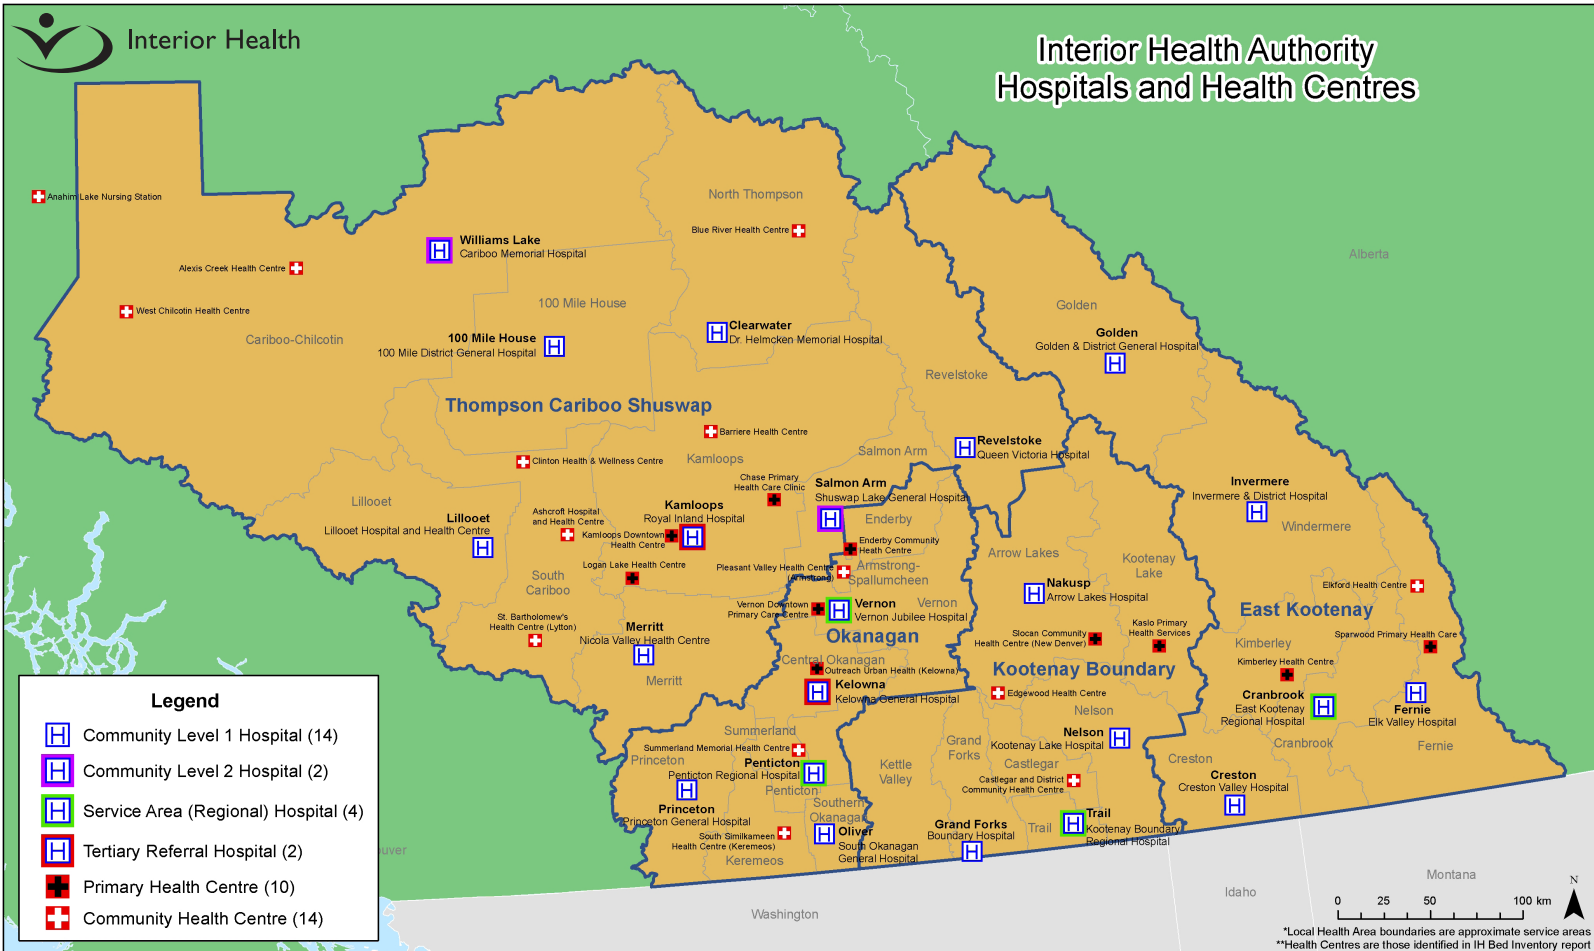 Interior Health
Interior Health Authority
Hospitals and Health Centres
Anahim Lake Nursing Station
Alexis Creek Health Centre
West Chilcotin Health Centre
Cariboo-Chilcotin
Williams Lake
Cariboo Memorial Hospital
North Thompson
Blue River Health Centre
100 Mile House
100 Mile House
100 Mile District General Hospital
Clearwater
Dr. Helmcken Memorial Hospital
Alberta
Golden
Golden
Golden & District General Hospital
Revelstoke
Thompson Cariboo Shuswap
Barriere Health Centre
Clinton Health & Wellness Centre
Kamloops
Salmon Arm
Revelstoke
Queen Victoria Hospital
Chase Primary
Health Care Clinic
Salmon Arm
Shuswap Lake General Hospital
Invermere
Invermere & District Hospital
Windermere
Lillooet
Lillooet
Lillooet Hospital and Health Centre
Ashcroft Hospital
and Health Centre
Kamloops
Royal Inland Hospital
Kamloops Downtown
Health Centre
Enderby
Enderby Community
Heath Centre
Logan Lake Health Centre
Pleasant Valley Health Centre
(Armstrong)
Armstrong-
Spallumcheen
Arrow Lakes
Kootenay
Lake
South
Cariboo
Nakusp
Arrow Lakes Hospital
Elkford Health Centre
Vernon Downtown
Primary Care Centre
Vernon
Vernon Jubilee Hospital
Vernon
East Kootenay
St. Bartholomew's
Health Centre (Lytton)
Merritt
Nicola Valley Health Centre
Okanagan
Slocan Community
Health Centre (New Denver)
Kaslo Primary
Health Services
Kimberley
Sparwood Primary Health Care
Central Okanagan
Outreach Urban Health (Kelowna)
Kootenay Boundary
Kimberley Health Centre
Merritt
Kelowna
Kelowna General Hospital
Edgewood Health Centre
Nelson
Cranbrook
East Kootenay
Regional Hospital
Fernie
Elk Valley Hospital
Summerland
Summerland Memorial Health Centre
Princeton
Penticton
Penticton Regional Hospital
Penticton
Grand
Forks
Nelson
Kootenay Lake Hospital
Cranbrook
Fernie
Kettle
Valley
Castlegar
Castlegar and District
Community Health Centre
Creston
Creston
Creston Valley Hospital
Princeton
Princeton General Hospital
Southern
Okanagan
South Similkameen
Health Centre (Keremeos)
Keremeos
Oliver
South Okanagan
General Hospital
Grand Forks
Boundary Hospital
Trail
Trail
Kootenay Boundary
Regional Hospital
Legend
Community Level 1 Hospital (14)
Community Level 2 Hospital (2)
Service Area (Regional) Hospital (4)
Tertiary Referral Hospital (2)
Primary Health Centre (10)
Community Health Centre (14)
ouver
Washington
Idaho
Montana
N
0 25 50 100 km
*Local Health Area boundaries are approximate service areas
**Health Centres are those identified in IH Bed Inventory report